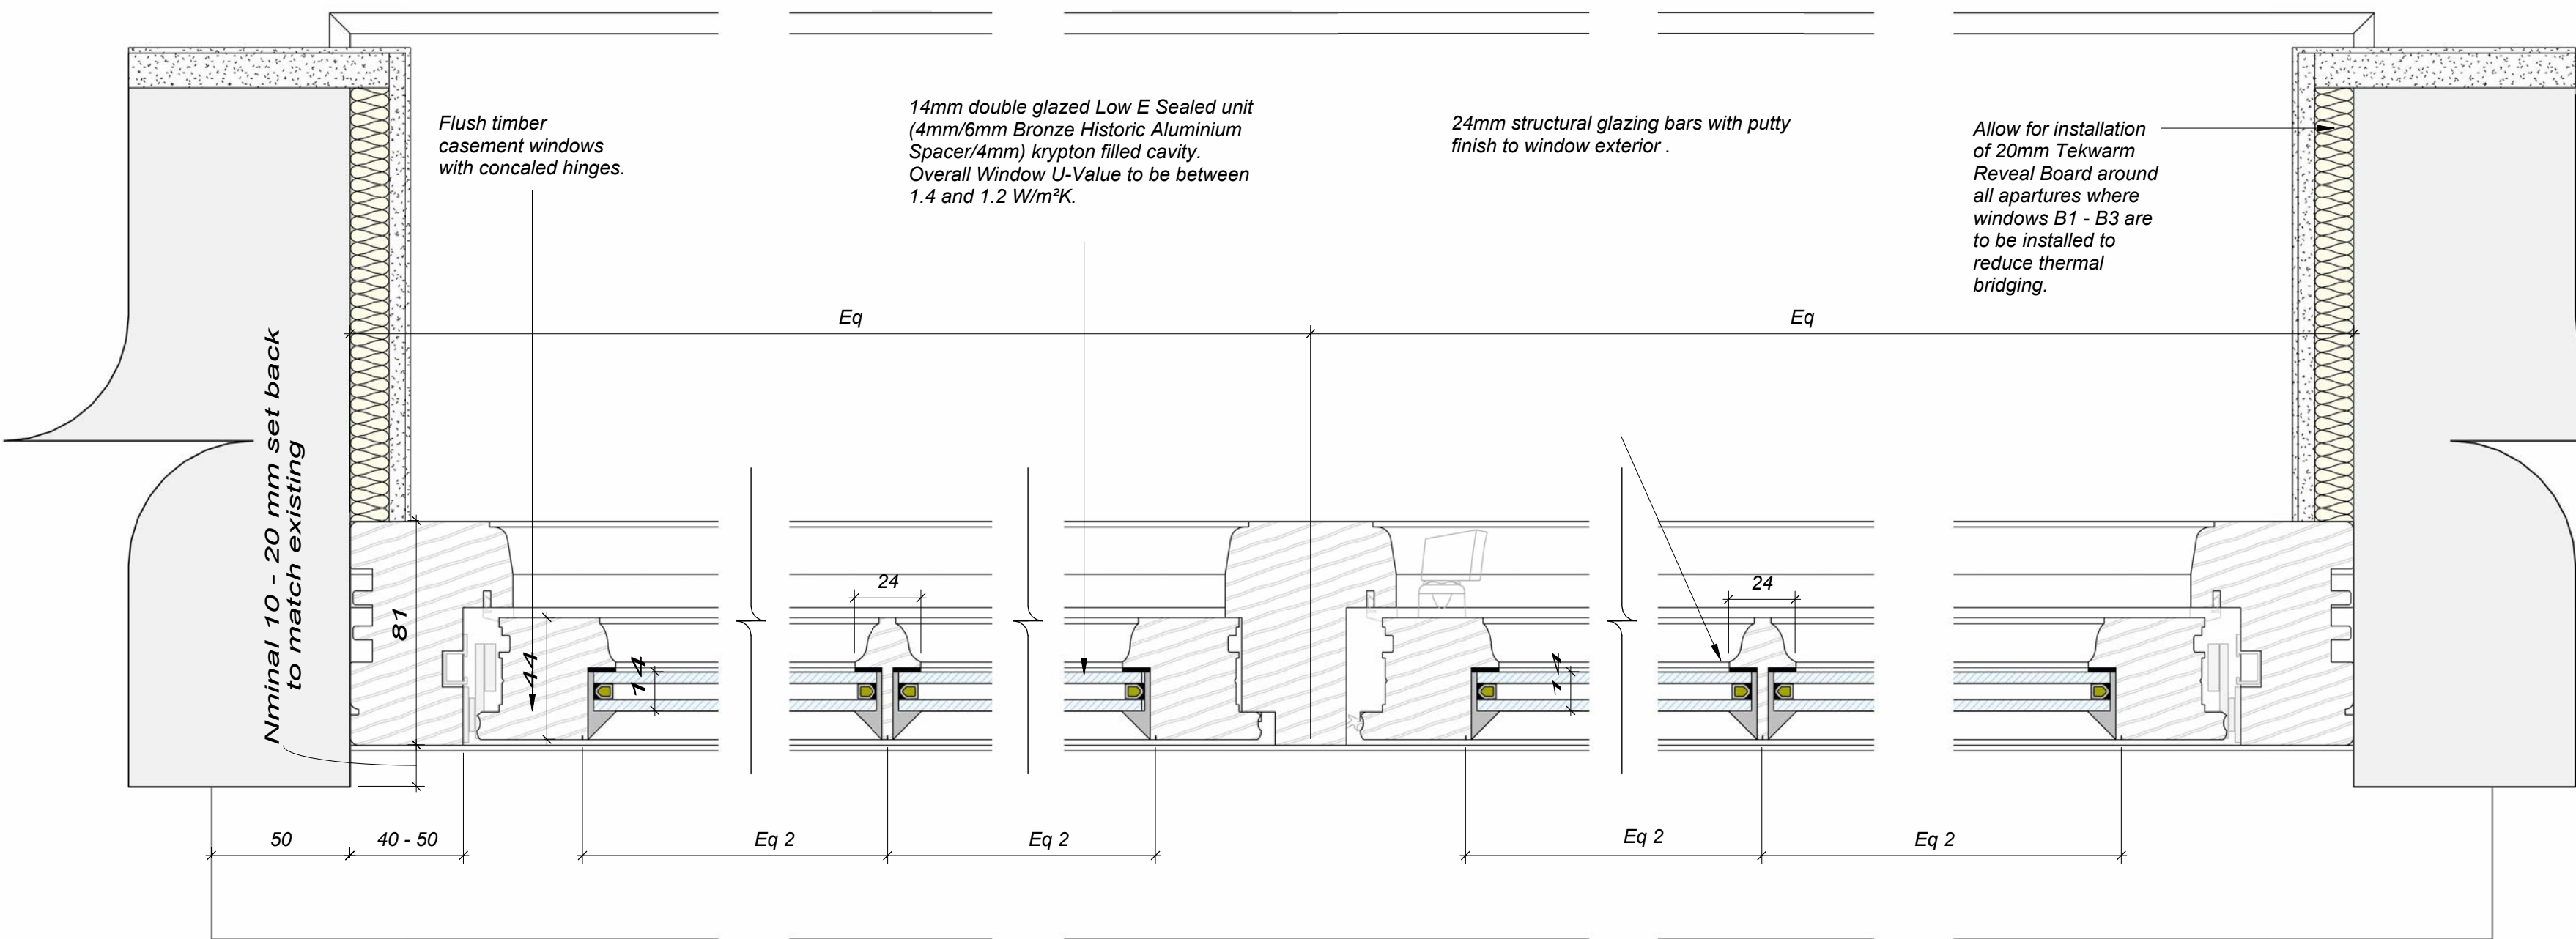 Flush timber
casement windows
with concaled hinges.
14mm double glazed Low E Sealed unit
(4mm/6mm Bronze Historic Aluminium
Spacer/4mm) krypton filled cavity.
Overall Window U-Value to be between
1.4 and 1.2 W/m²K.
24mm structural glazing bars with putty
finish to window exterior .
Allow for installation
of 20mm Tekwarm
Reveal Board around
all apartures where
windows B1 - B3 are
to be installed to
reduce thermal
bridging.
Eq
Eq
Nminal 10 - 20 mm set back
to match existing
81
44
14
24
14
24
50
40 - 50
Eq 2
Eq 2
Eq 2
Eq 2